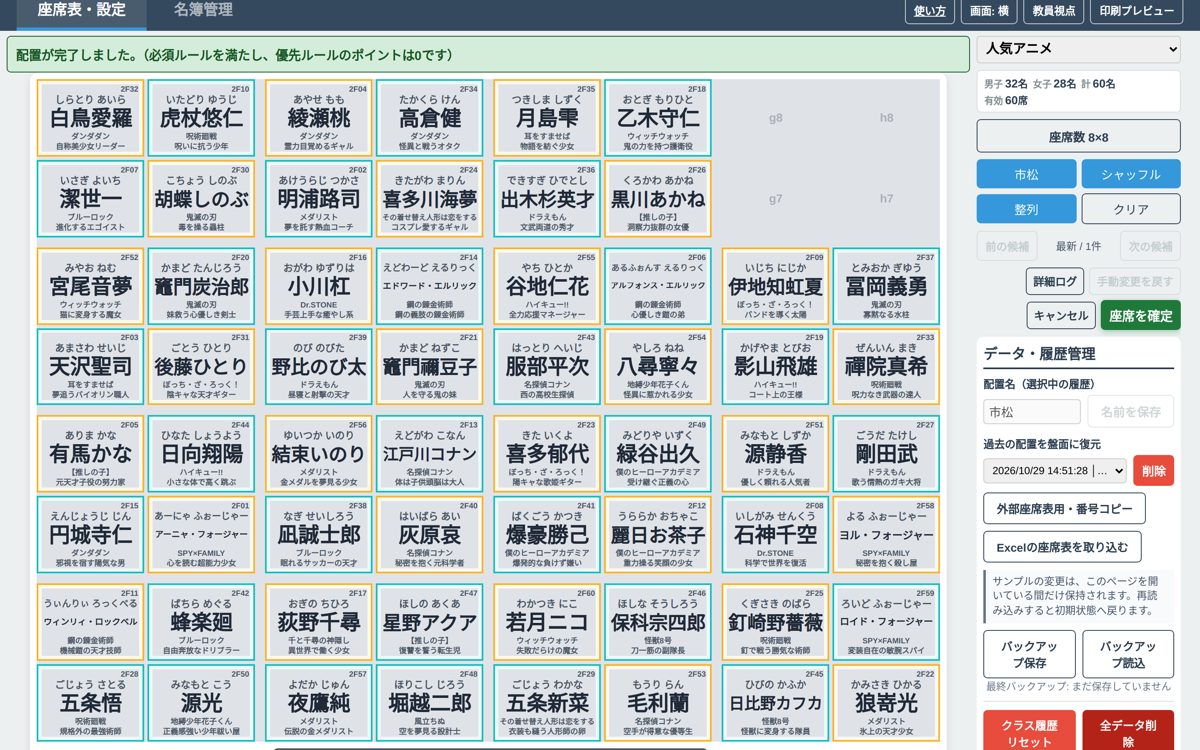 座席表・設定
名簿管理
使い方
画面: 横
教員視点
印刷プレビュー
配置が完了しました。（必須ルールを満たし、優先ルールのポイントは0です）
2F32
しらとり あいら
白鳥愛羅
ダンダダン
自称美少女リーダー
2F10
いたどり ゆうじ
虎杖悠仁
呪術廻戦
呪いに抗う少年
2F04
あやせ もも
綾瀬桃
ダンダダン
霊力目覚めるギャル
2F34
たかくら けん
高倉健
ダンダダン
怪異と戦うオタク
2F35
つきしま しずく
月島雫
耳をすませば
物語を紡ぐ少女
2F18
おとぎ もりひと
乙木守仁
ウィッチウォッチ
鬼の力を持つ護衛役
g8
h8
2F07
いさぎ よいち
潔世一
ブルーロック
進化するエゴイスト
2F30
こちょう しのぶ
胡蝶しのぶ
鬼滅の刃
毒を操る蟲柱
2F02
あけうらじ つかさ
明浦路司
メダリスト
夢を託す熱血コーチ
2F24
きたがわ まりん
喜多川海夢
その着せ替え人形は恋をする
コスプレ愛するギャル
2F36
できすぎ ひでとし
出木杉英才
ドラえもん
文武両道の秀才
2F26
くろかわ あかね
黒川あかね
【推しの子】
洞察力抜群の女優
g7
h7
2F52
みやお ねむ
宮尾音夢
ウィッチウォッチ
猫に変身する魔女
2F20
かまど たんじろう
竈門炭治郎
鬼滅の刃
妹救う心優しき剣士
2F16
おがわ ゆずりは
小川杠
Dr.STONE
手芸上手な癒やし系
2F14
えどわーど えるりっく
エドワード・エルリック
鋼の錬金術師
鋼の義肢の錬金術師
2F55
やち ひとか
谷地仁花
ハイキュー!!
全力応援マネージャー
2F06
あるふぉんす えるりっく
アルフォンス・エルリック
鋼の錬金術師
心優しき鎧の弟
2F09
いじち にじか
伊地知虹夏
ぼっち・ざ・ろっく！
バンドを導く太陽
2F37
とみおか ぎゆう
冨岡義勇
鬼滅の刃
寡黙なる水柱
2F03
あまさわ せいじ
天沢聖司
耳をすませば
夢追うバイオリン職人
2F31
ごとう ひとり
後藤ひとり
ぼっち・ざ・ろっく！
陰キャな天才ギター
2F39
のび のびた
野比のび太
ドラえもん
昼寝と射撃の天才
2F21
かまど ねずこ
竈門禰豆子
鬼滅の刃
人を守る鬼の妹
2F43
はっとり へいじ
服部平次
名探偵コナン
西の高校生探偵
2F54
やしろ ねね
八尋寧々
地縛少年花子くん
怪異に惹かれる少女
2F19
かげやま とびお
影山飛雄
ハイキュー!!
コート上の王様
2F33
ぜんいん まき
禪院真希
呪術廻戦
呪力なき武器の達人
2F05
ありま かな
有馬かな
【推しの子】
元天才子役の努力家
2F44
ひなた しょうよう
日向翔陽
ハイキュー!!
小さな体で高く跳ぶ
2F56
ゆいつか いのり
結束いのり
メダリスト
金メダルを夢見る少女
2F13
えどがわ こなん
江戸川コナン
名探偵コナン
体は子供頭脳は大人
2F23
きた いくよ
喜多郁代
ぼっち・ざ・ろっく！
陽キャな歌姫ギター
2F49
みどりや いずく
緑谷出久
僕のヒーローアカデミア
受け継ぐ正義の心
2F51
みなもと しずか
源静香
ドラえもん
優しく頼れる人気者
2F27
ごうだ たけし
剛田武
ドラえもん
歌う情熱のガキ大将
2F15
えんじょうじ じん
円城寺仁
ダンダダン
邪視を宿す陽気な男
2F01
あーにゃ ふぉーじゃー
アーニャ・フォージャー
SPY×FAMILY
心を読む超能力少女
2F38
なぎ せいしろう
凪誠士郎
ブルーロック
眠れるサッカーの天才
2F40
はいばら あい
灰原哀
名探偵コナン
秘密を抱く元科学者
2F41
ばくごう かつき
爆豪勝己
僕のヒーローアカデミア
爆発的な負けず嫌い
2F12
うららか おちゃこ
麗日お茶子
僕のヒーローアカデミア
重力操る笑顔の少女
2F08
いしがみ せんくう
石神千空
Dr.STONE
科学で世界を復活
2F58
よる ふぉーじゃー
ヨル・フォージャー
SPY×FAMILY
秘密を抱く殺し屋
2F11
うぃんりぃ ろっくべる
ウィンリィ・ロックベル
鋼の錬金術師
機械鎧の天才技師
2F42
ばちら めぐる
蜂楽廻
ブルーロック
自由奔放なドリブラー
2F17
おぎの ちひろ
荻野千尋
千と千尋の神隠し
異世界で働く少女
2F47
ほしの あくあ
星野アクア
【推しの子】
復讐を誓う転生児
2F60
わかつき にこ
若月ニコ
ウィッチウォッチ
失敗だらけの魔女
2F46
ほしな そうしろう
保科宗四郎
怪獣8号
刀一筋の副隊長
2F25
くぎさき のばら
釘崎野薔薇
呪術廻戦
釘で戦う勝気な術師
2F59
ろいど ふぉーじゃー
ロイド・フォージャー
SPY×FAMILY
変装自在の敏腕スパイ
2F28
ごじょう さとる
五条悟
呪術廻戦
規格外の最強術師
2F50
みなもと こう
源光
地縛少年花子くん
正義感強い少年祓い屋
2F57
よだか じゅん
夜鷹純
メダリスト
伝説の金メダリスト
2F48
ほりこし じろう
堀越二郎
風立ちぬ
空を夢見る設計士
2F29
ごじょう わかな
五条新菜
その着せ替え人形は恋をする
衣装も縫う人形師の卵
2F53
もうり らん
毛利蘭
名探偵コナン
空手が得意な優等生
2F45
ひびの かふか
日比野カフカ
怪獣8号
怪獣に変身する隊員
2F22
かみさき ひかる
狼嵜光
メダリスト
氷上の天才少女
人気アニメ
男子 32名 女子 28名 計 60名
有効 60席
座席数 8×8
市松
シャッフル
整列
クリア
前の候補
最新 / 1件
次の候補
詳細ログ
手動変更を戻す
キャンセル
座席を確定
データ・履歴管理
配置名（選択中の履歴）
市松
名前を保存
過去の配置を盤面に復元
2026/10/29 14:51:28 | ...
削除
外部座席表用・番号コピー
Excelの座席表を取り込む
サンプルの変更は、このページを開
いている間だけ保持されます。再読
み込みすると初期状態へ戻ります。
バックアッ
プ保存
バックアッ
プ読込
最終バックアップ: まだ保存していません
クラス履歴
リセット
全データ削
除